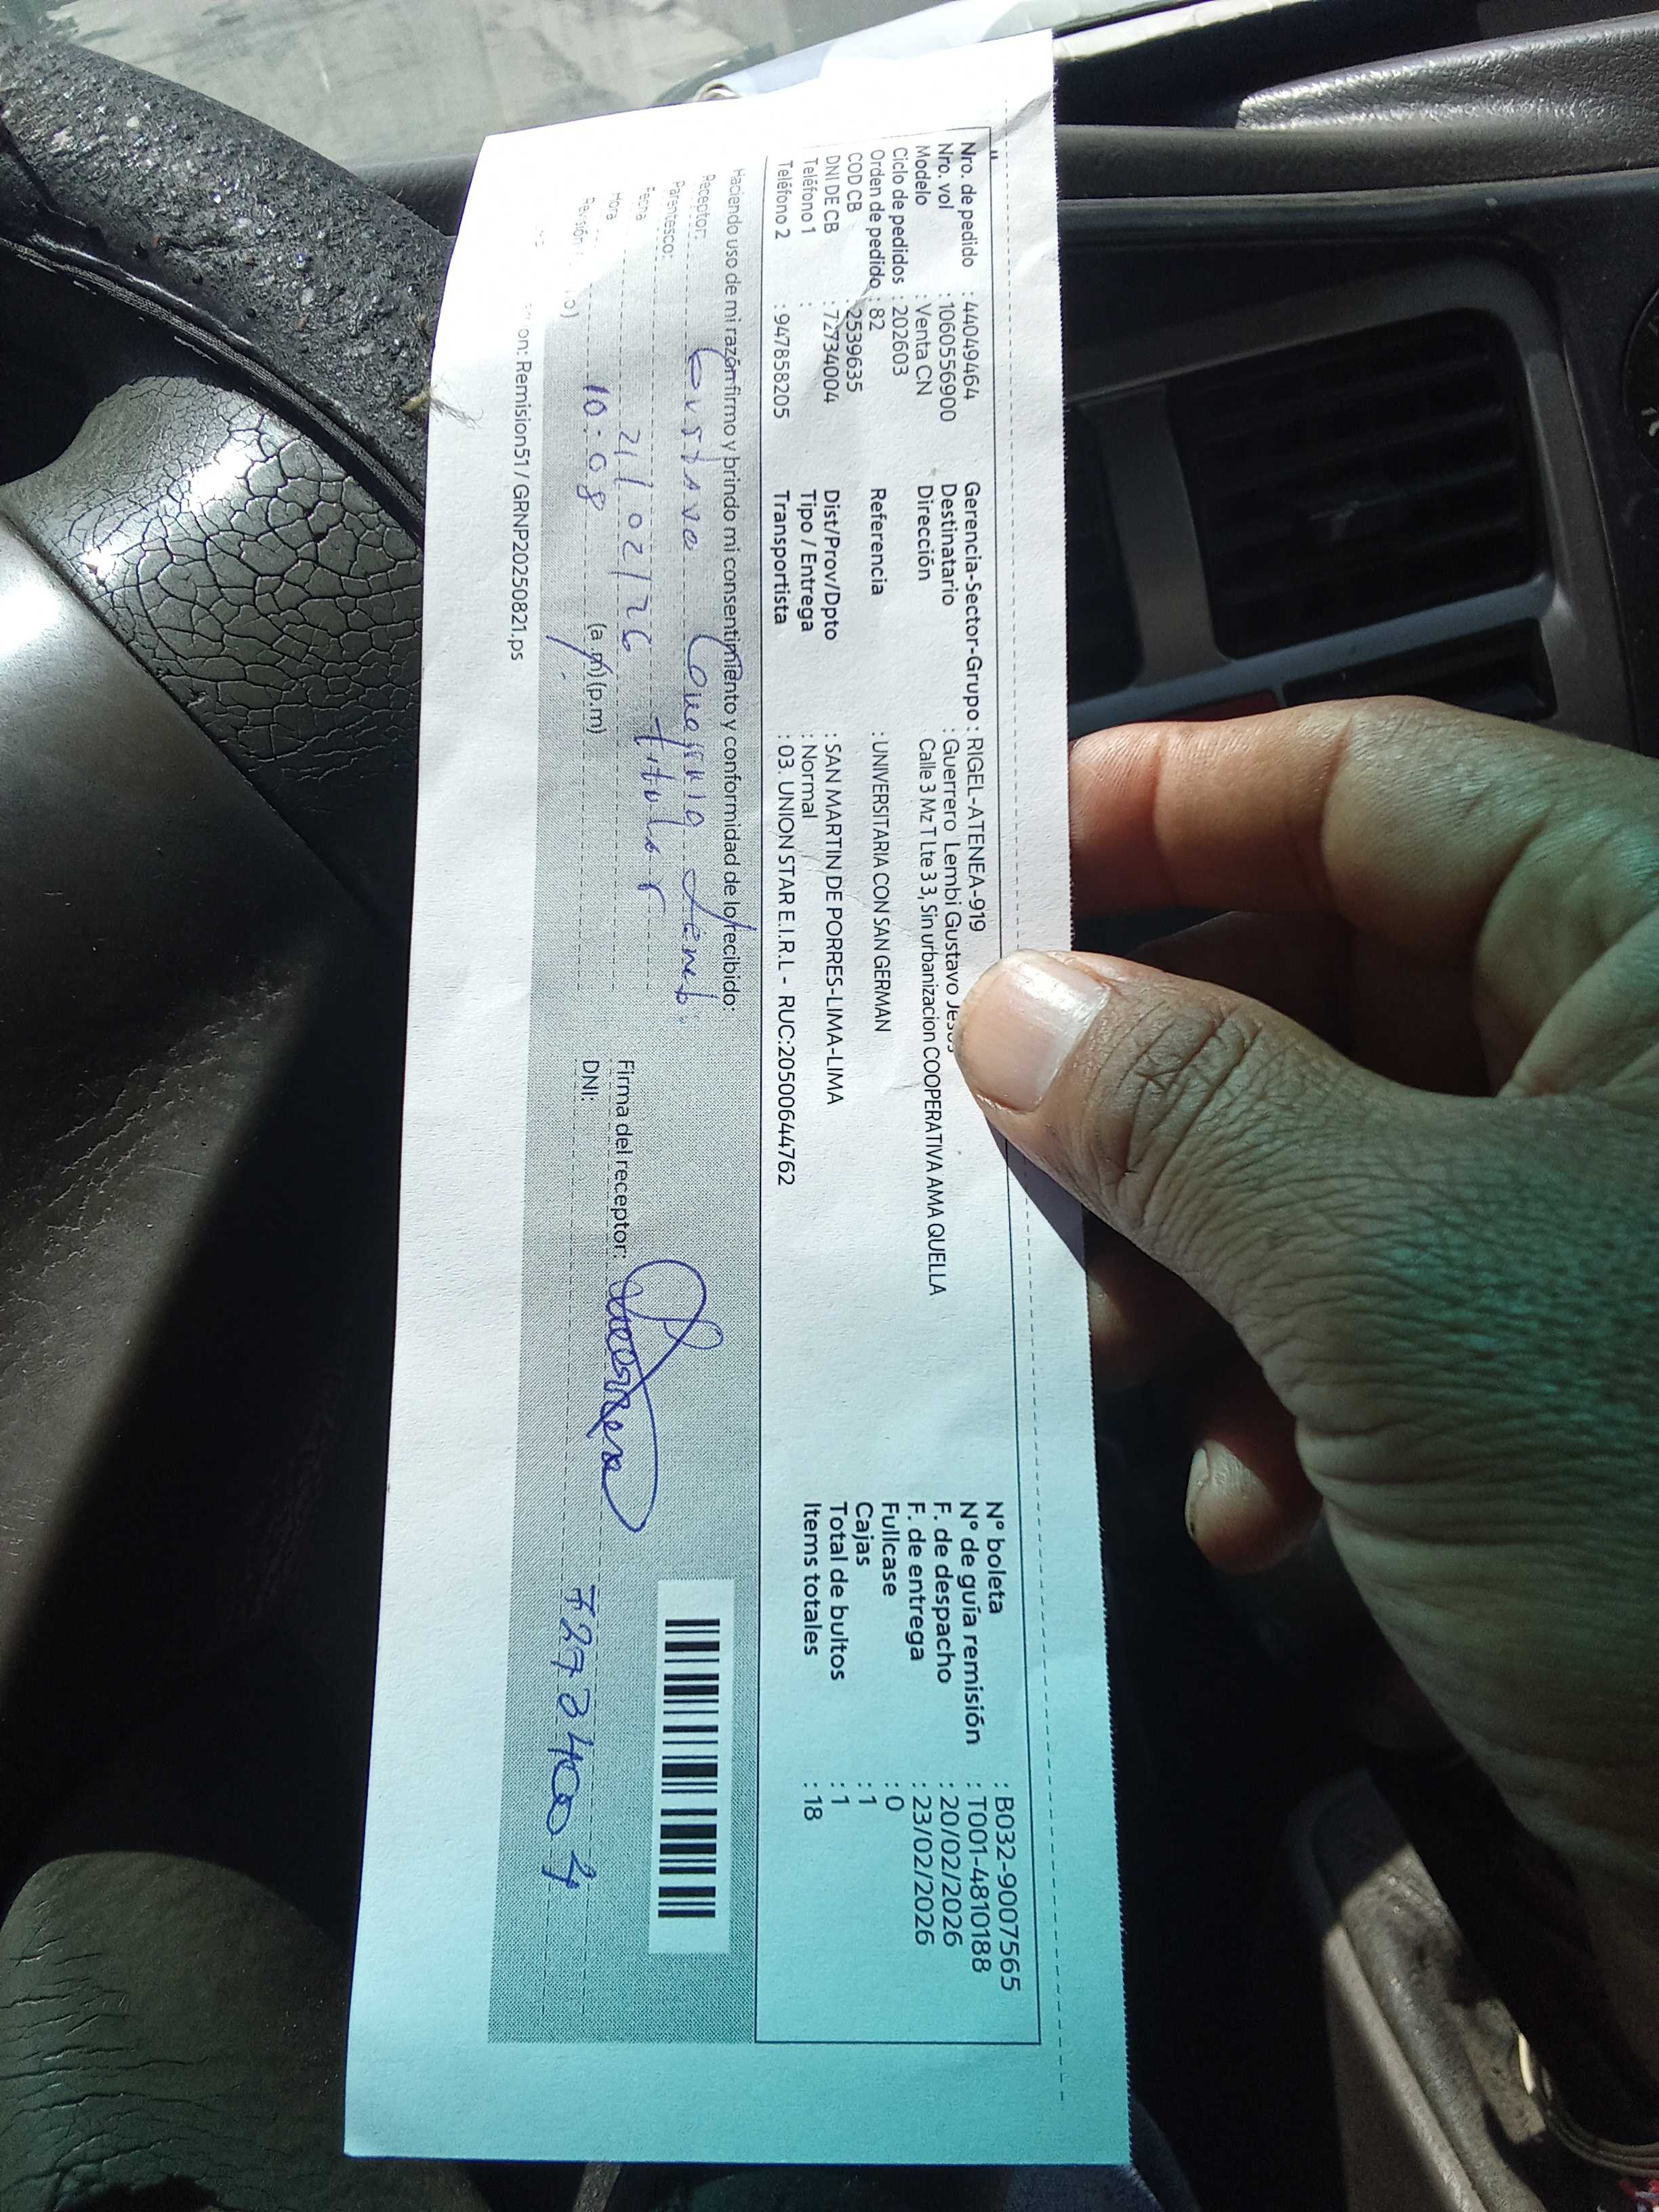 Nº boleta : B032-9007565
Nro. de pedido : 44049464 Gerencia-Sector-Grupo : RIGEL-ATENEA-919 Nº de guía remisión : T001-4810188
Nro. vol : 1060556900 Destinatario : Guerrero Lembi Gustavo Jesus F. de despacho : 20/02/2026
Modelo : Venta CN Dirección Calle 3 Mz T Lte 3 3, Sin urbanizacion COOPERATIVA AMA QUELLA F. de entrega : 23/02/2026
Ciclo de pedidos : 202603 Fullcase : 0
Orden de pedido : 82 Referencia : UNIVERSITARIA CON SAN GERMAN Cajas : 1
COD CB : 2539635 Total de bultos : 1
DNI DE CB : 72734004 Dist/Prov/Dpto : SAN MARTIN DE PORRES-LIMA-LIMA Items totales : 18
Teléfono 1 : Tipo / Entrega : Normal
Teléfono 2 : 947858205 Transportista : 03. UNION STAR E.I.R.L - RUC:20500644762
Haciendo uso de mi razón firmo y brindo mi consentimiento y conformidad de lo recibido:
Receptor: Gustavo
Parentesco: titular
Fecha 21/02/26 Firma del receptor:
Hora 10:08 (a.m) (p.m) DNI: 72734004
Revisión
: Remision51 / GRNP20250821.ps